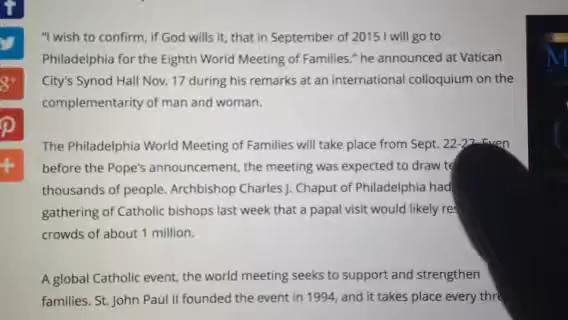 "I wish to confirm, if God wills it, that in September of 2015 I will go to
Philadelphia for the Eighth World Meeting of Families," he announced at Vatican
City's Synod Hall Nov. 17 during his remarks at an international colloquium on the
complementarity of man and woman.
The Philadelphia World Meeting of Families will take place from Sept. 22-27. Even
before the Pope's announcement, the meeting was expected to draw
thousands of people. Archbishop Charles J. Chaput of Philadelphia had
gathering of Catholic bishops last week that a papal visit would likely
crowds of about 1 million.
A global Catholic event, the world meeting seeks to support and strengthen
families. St. John Paul II founded the event in 1994, and it takes place every